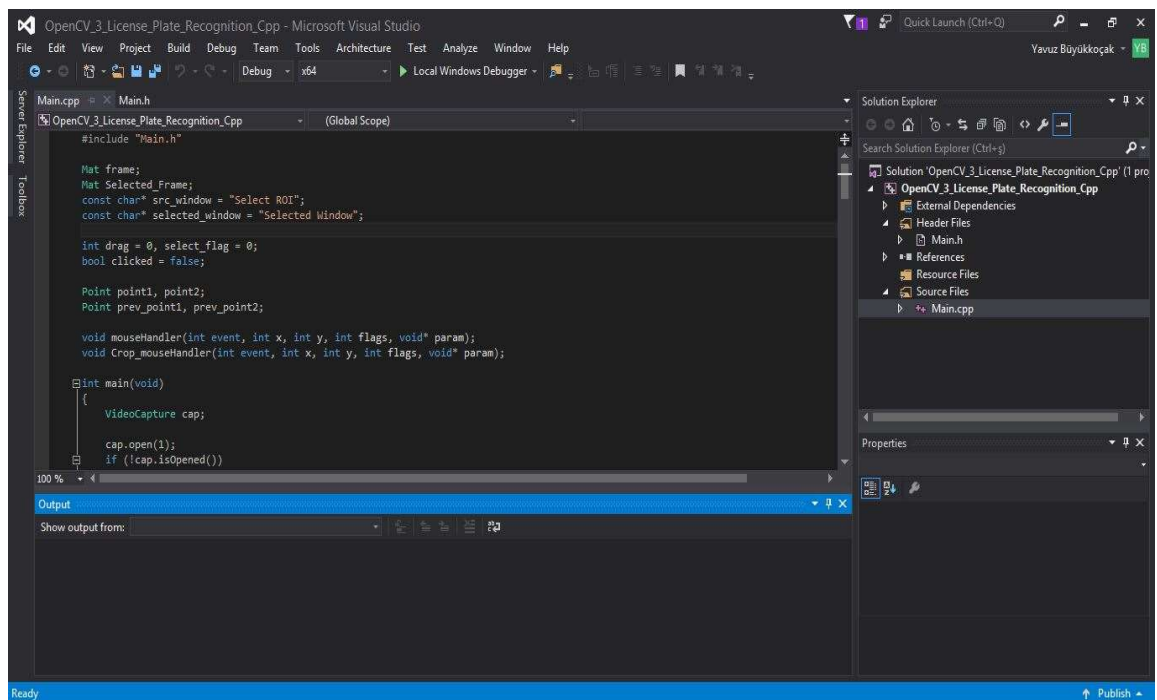 OpenCV_3_License_Plate_Recognition_Cpp - Microsoft Visual Studio
1
Quick Launch (Ctrl+Q)
File Edit View Project Build Debug Team Tools Architecture Test Analyze Window Help
Yavuz Büyükkoçak
YB
Debug x64 Local Windows Debugger
Server Explorer
Toolbox
Main.cpp Main.h
OpenCV_3_License_Plate_Recognition_Cpp (Global Scope)
#include "Main.h"
Mat frame;
Mat Selected_Frame;
const char* src_window = "Select ROI";
const char* selected_window = "Selected Window";
int drag = 0, select_flag = 0;
bool clicked = false;
Point point1, point2;
Point prev_point1, prev_point2;
void mouseHandler(int event, int x, int y, int flags, void* param);
void Crop_mouseHandler(int event, int x, int y, int flags, void* param);
int main(void)
{
VideoCapture cap;
cap.open(1);
if (!cap.isOpened())
100 %
Output
Show output from:
Solution Explorer
Search Solution Explorer (Ctrl+ş)
Solution 'OpenCV_3_License_Plate_Recognition_Cpp' (1 pro
OpenCV_3_License_Plate_Recognition_Cpp
External Dependencies
Header Files
Main.h
References
Resource Files
Source Files
Main.cpp
Properties
Ready
Publish